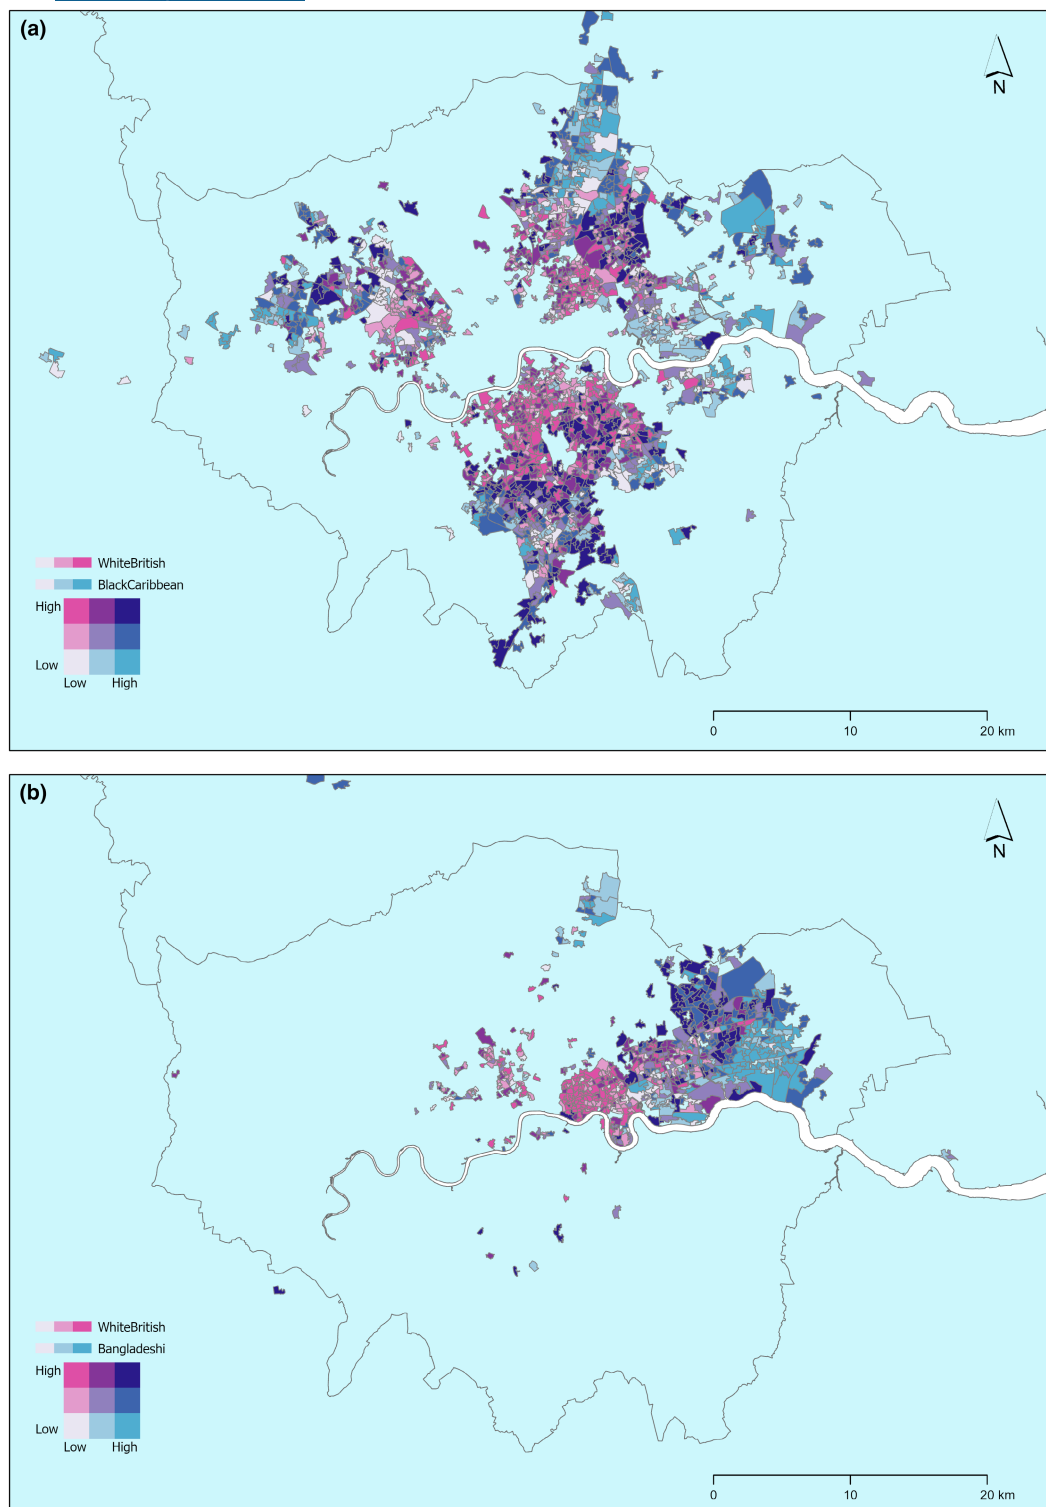 (a)
N
WhiteBritish
BlackCaribbean
High
Low
Low High
0 10 20 km
(b)
N
WhiteBritish
Bangladeshi
High
Low
Low High
0 10 20 km